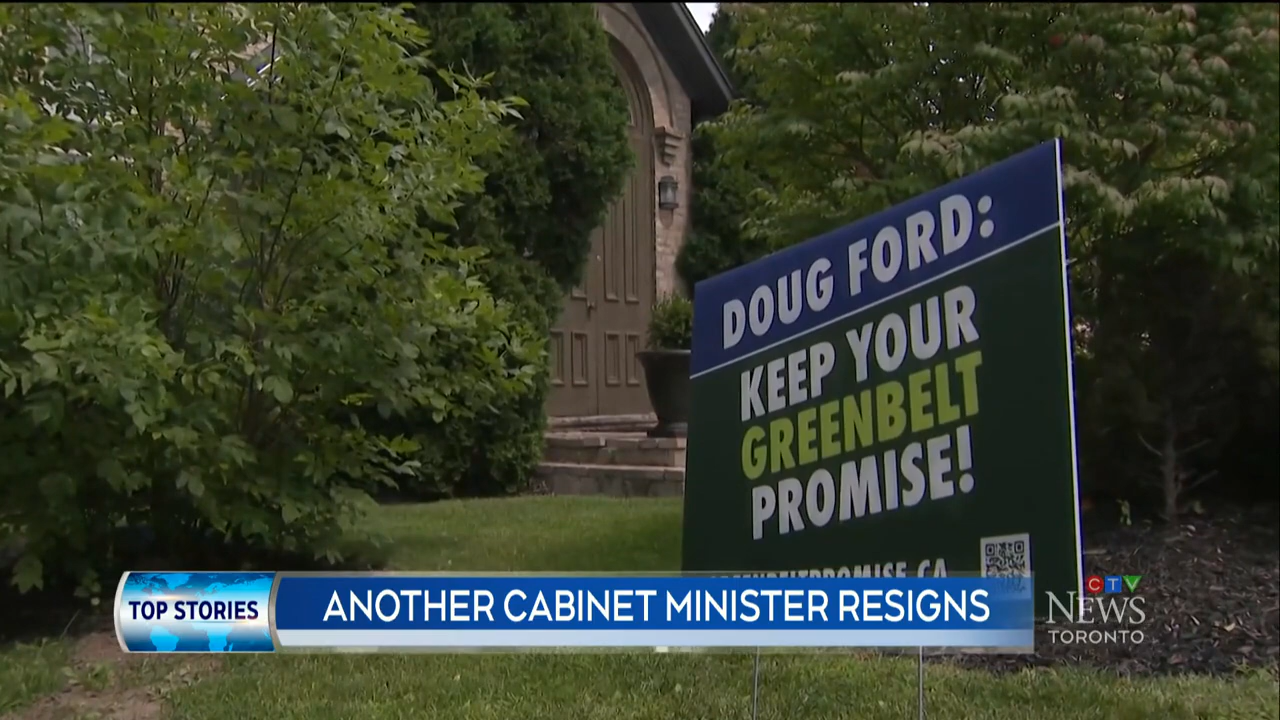 DOUG FORD:
KEEP YOUR
GREENBELT
PROMISE!
TOP STORIES
ANOTHER CABINET MINISTER RESIGNS
CTV
NEWS
TORONTO